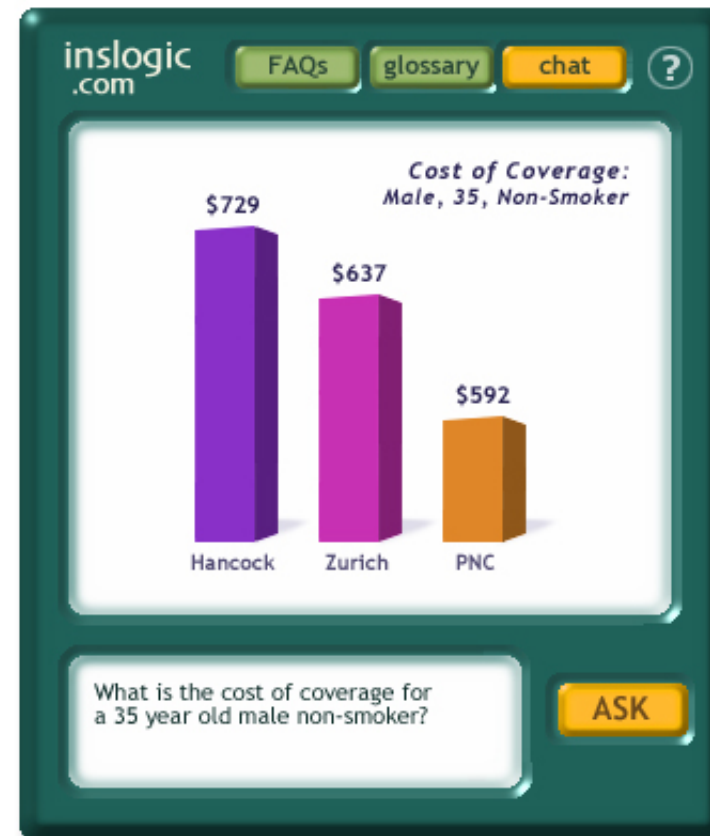 inslogic
.com
FAQs
glossary
chat
?
Cost of Coverage:
Male, 35, Non-Smoker
$729
$637
$592
Hancock
Zurich
PNC
What is the cost of coverage for
a 35 year old male non-smoker?
ASK